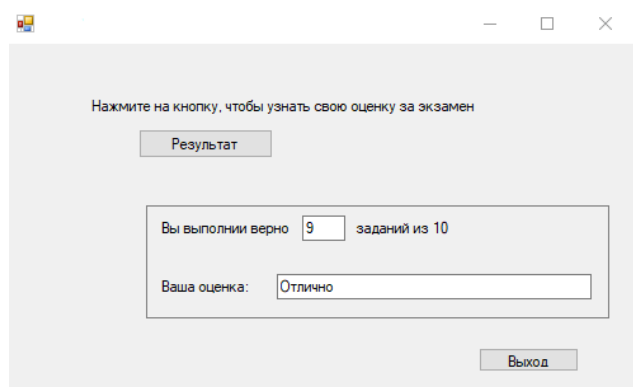 Нажмите на кнопку, чтобы узнать свою оценку за экзамен
Результат
Вы выполнии верно 9 заданий из 10
Ваша оценка: Отлично
Выход